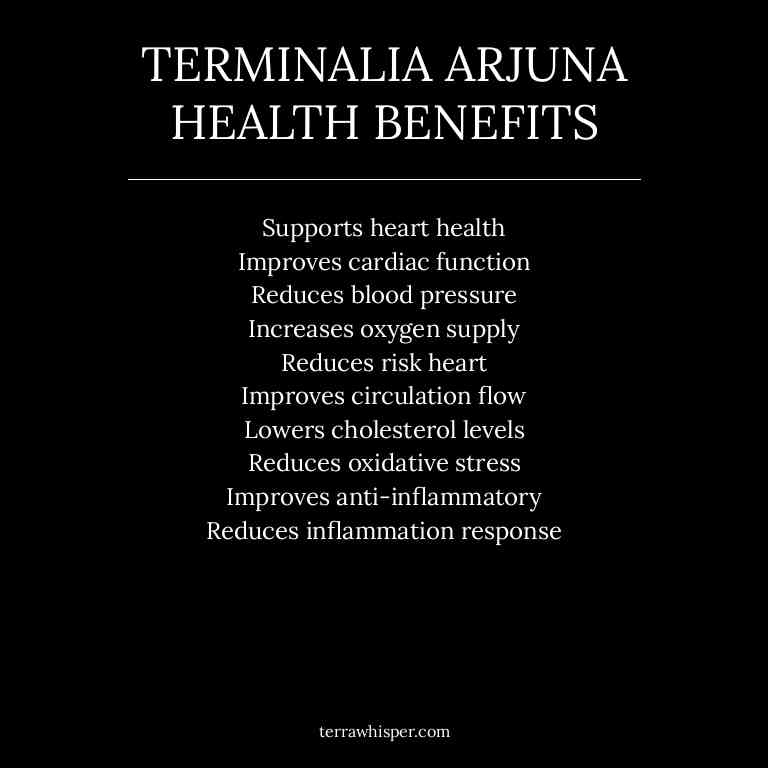 TERMINALIA ARJUNA
HEALTH BENEFITS
Supports heart health
Improves cardiac function
Reduces blood pressure
Increases oxygen supply
Reduces risk heart
Improves circulation flow
Lowers cholesterol levels
Reduces oxidative stress
Improves anti-inflammatory
Reduces inflammation response
terrawhisper.com